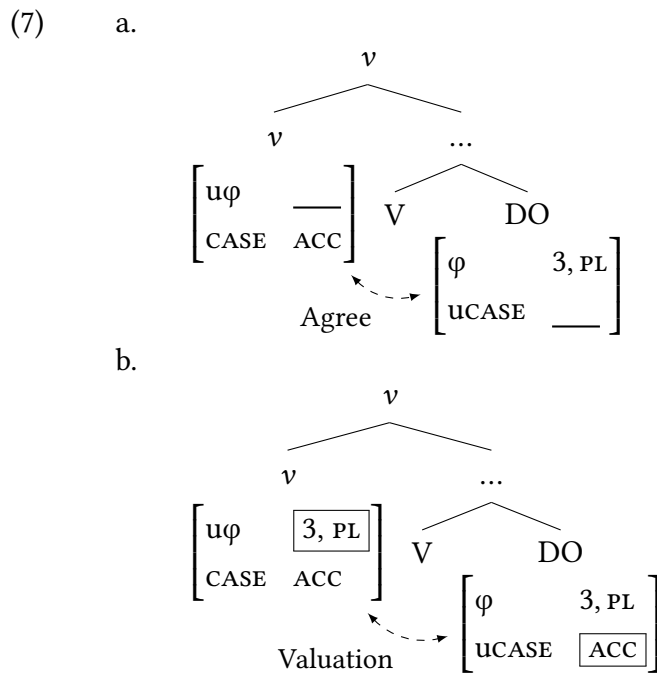 (7) a.
v
v ...
uφ ___ V DO
CASE ACC φ 3, PL
Agree uCASE ___
b.
v
v ...
uφ 3, PL V DO
CASE ACC φ 3, PL
Valuation uCASE ACC